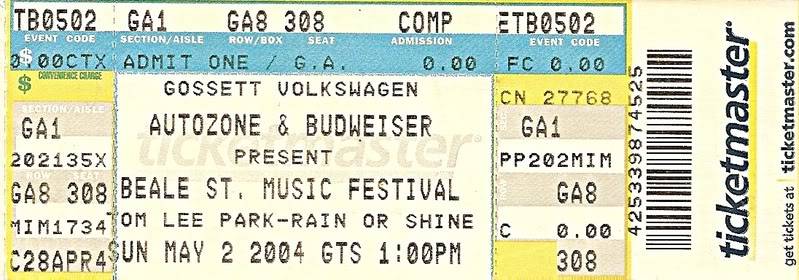 TB0502 GA1 GA8 308 COMP ETB0502
EVENT CODE SECTION/AISLE ROW/BOX SEAT ADMISSION EVENT CODE
$ 0.00CTX ADMIT ONE / G.A. 0.00 FC 0.00
$ CONVENIENCE CHARGE GOSSETT VOLKSWAGEN CN 27768
SECTION/AISLE
GA1 AUTOZONE & BUDWEISER GA1
ticketmaster
202135X PRESENT PP202MIM
GA8 308 BEALE ST. MUSIC FESTIVAL GA8
MIM1734 TOM LEE PARK-RAIN OR SHINE C 0.00
C28APR4 SUN MAY 2 2004 GTS 1:00PM 308
425339874525
ticketmaster
get tickets at ticketmaster.com